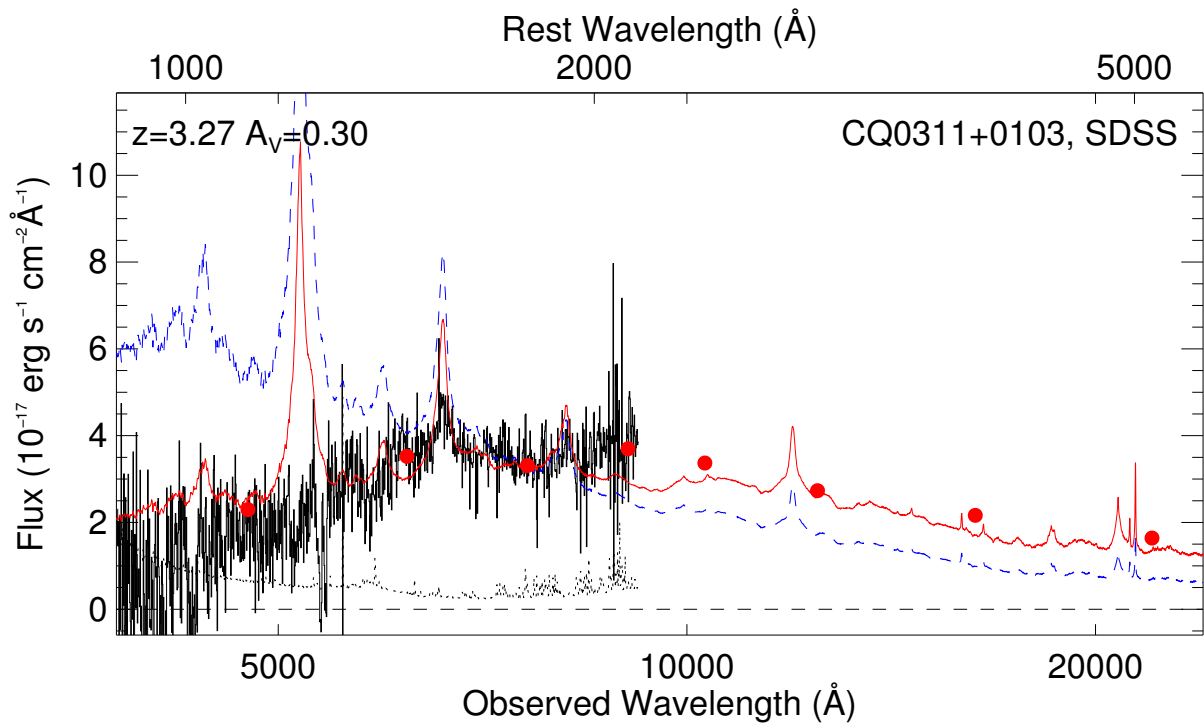 Rest Wavelength (Å)
1000 2000 5000
z=3.27 A_V=0.30
CQ0311+0103, SDSS
Flux (10⁻¹⁷ erg s⁻¹ cm⁻²Å⁻¹)
10
8
6
4
2
0
5000 10000 20000
Observed Wavelength (Å)